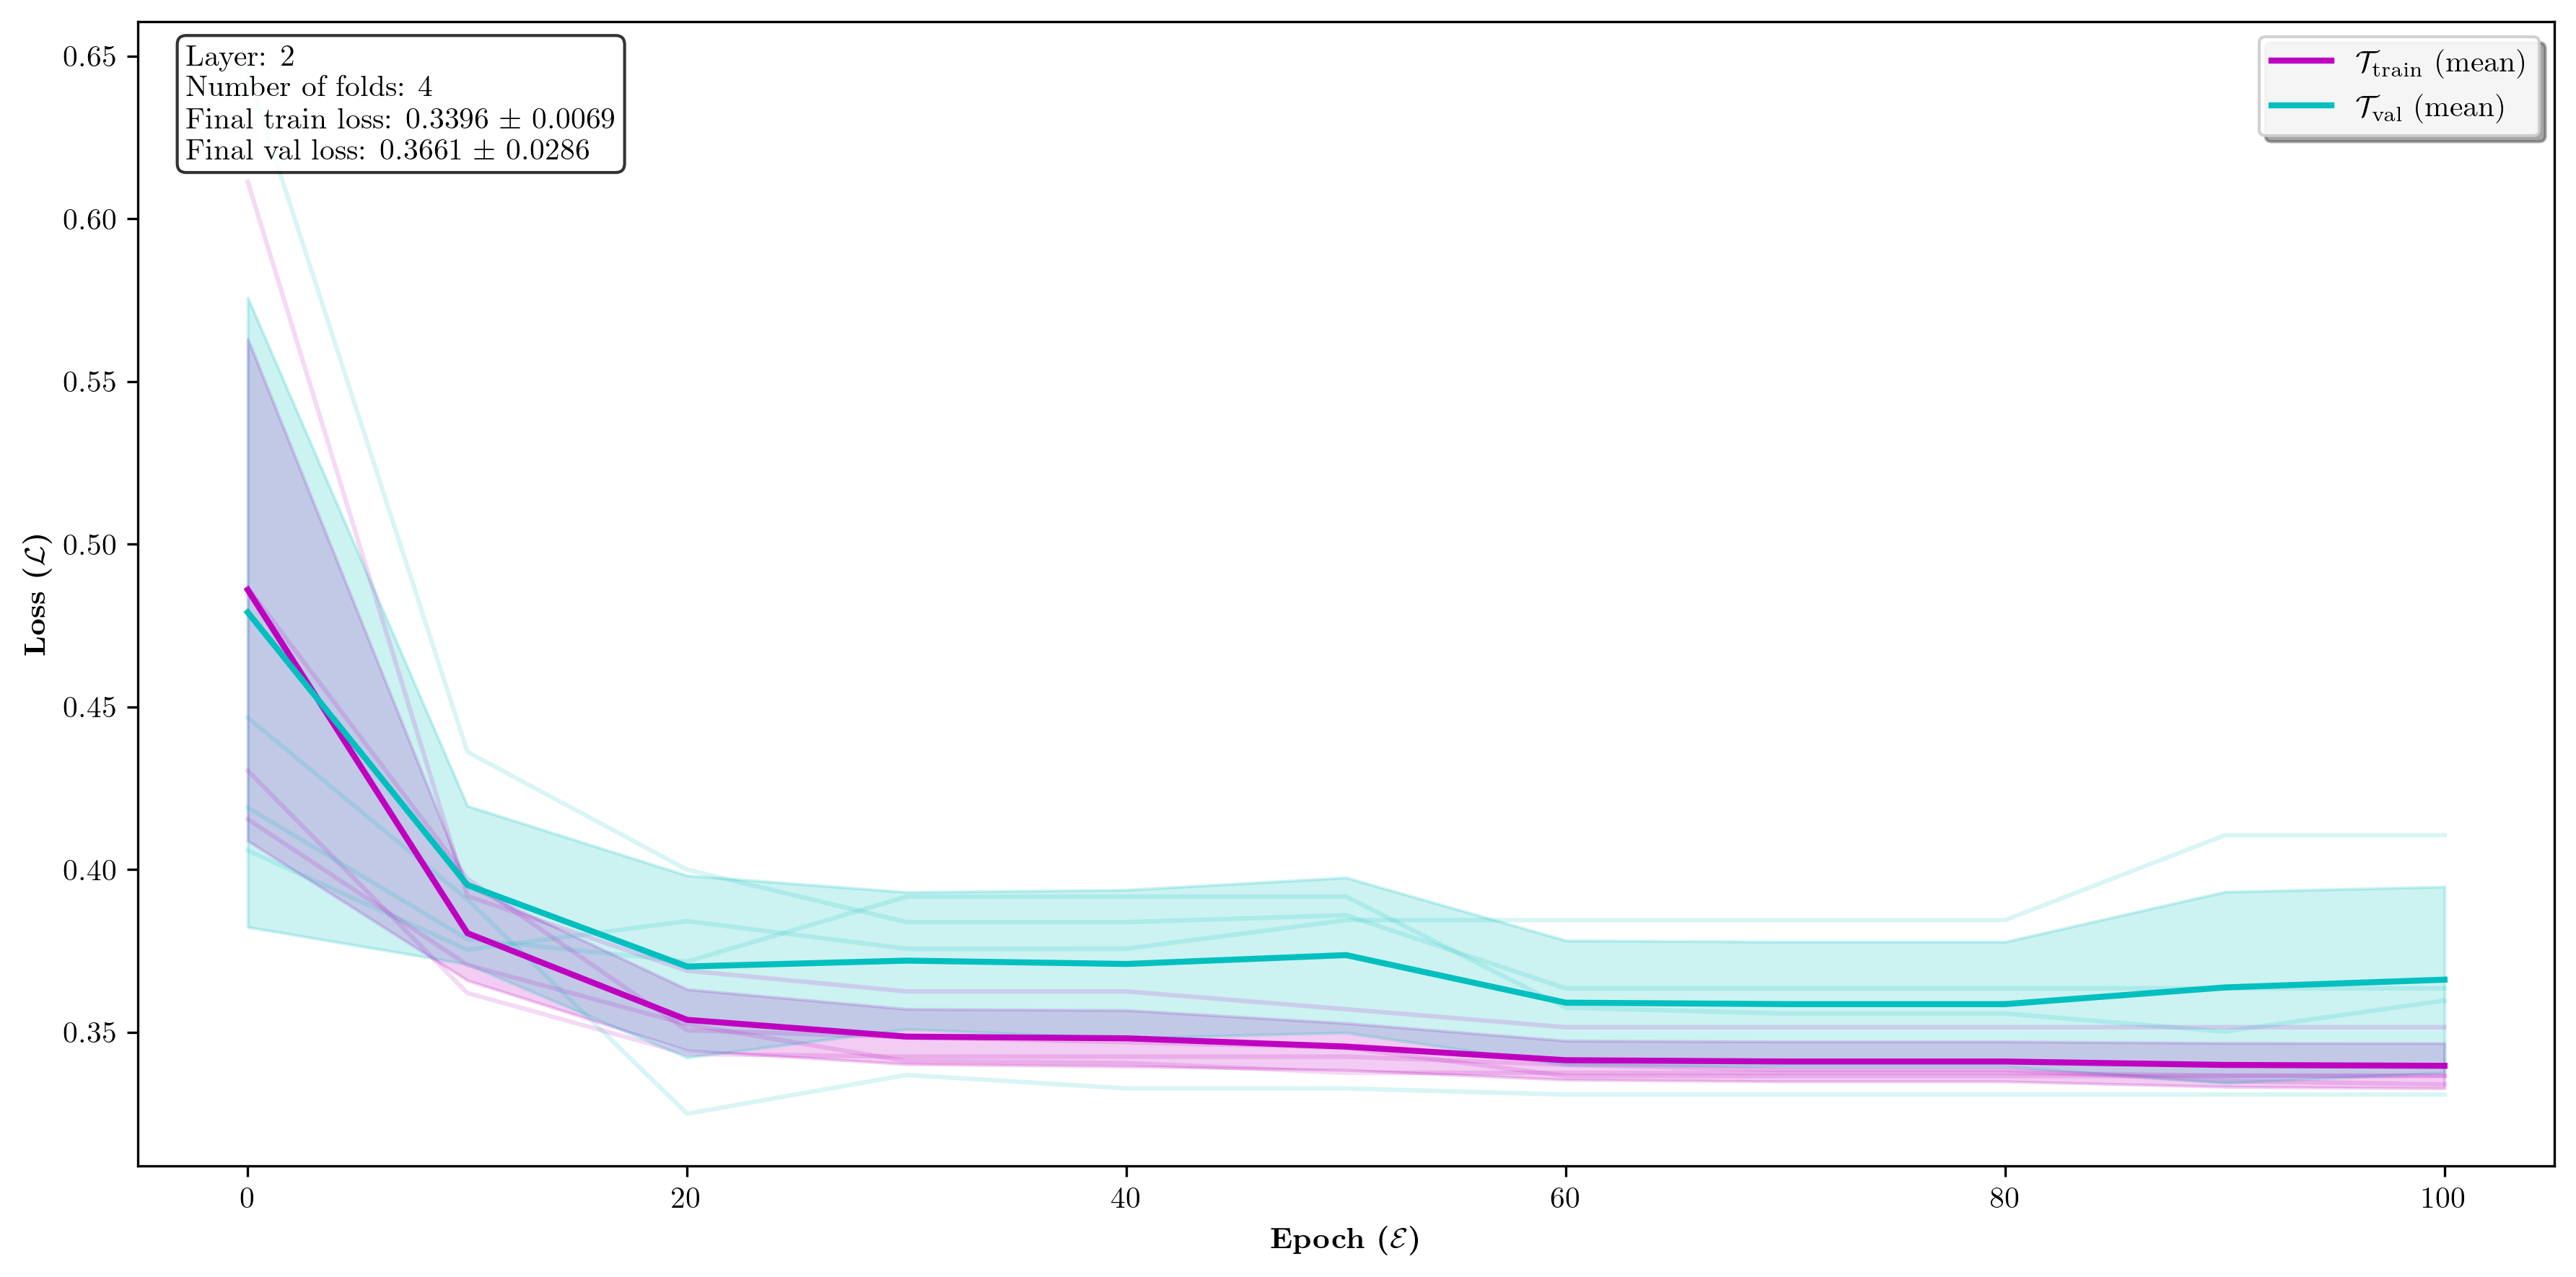 Layer: 2
Number of folds: 4
Final train loss: 0.3396 ± 0.0069
Final val loss: 0.3661 ± 0.0286
𝒯train (mean)
𝒯val (mean)
0.65
0.60
0.55
0.50
0.45
0.40
0.35
Loss (ℒ)
0 20 40 60 80 100
Epoch (ℰ)